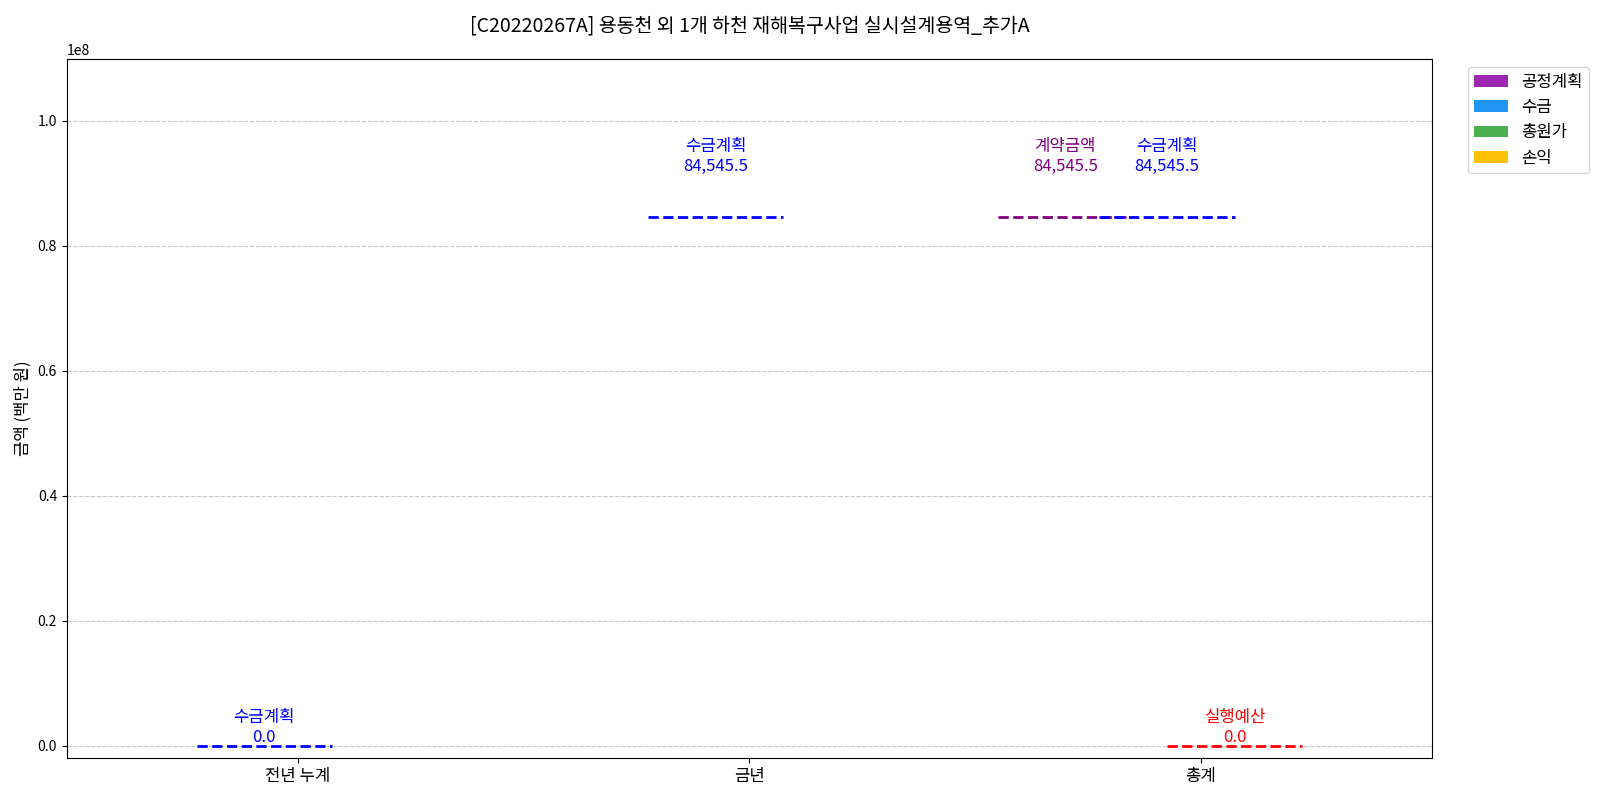 [C20220267A] 용동천 외 1개 하천 재해복구사업 실시설계용역_추가A
1e8
1.0
0.8
0.6
0.4
0.2
0.0
금액 (백만 원)
수금계획
84,545.5
계약금액
84,545.5
수금계획
84,545.5
수금계획
0.0
실행예산
0.0
전년 누계
금년
총계
공정계획
수금
총원가
손익